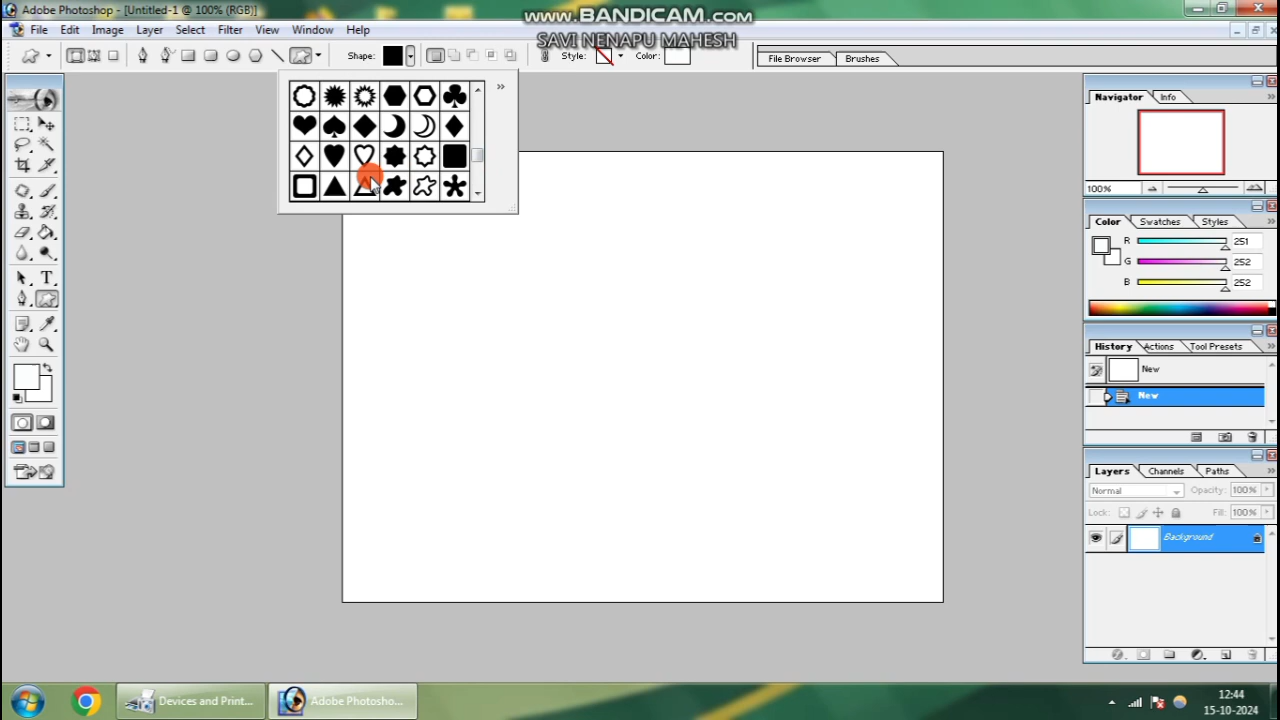 Adobe Photoshop - [Untitled-1 @ 100% (RGB)]
www.BANDICAM.com
File Edit Image Layer Select Filter View Window Help
SAVI NENAPU MAHESH
Shape:
Style:
Color:
File Browser
Brushes
Navigator
Info
100%
Color
Swatches
Styles
R
251
G
252
B
252
History
Actions
Tool Presets
New
New
Layers
Channels
Paths
Normal
Opacity: 100%
Lock:
Fill: 100%
Background
Devices and Print...
Adobe Photosho...
12:44
15-10-2024